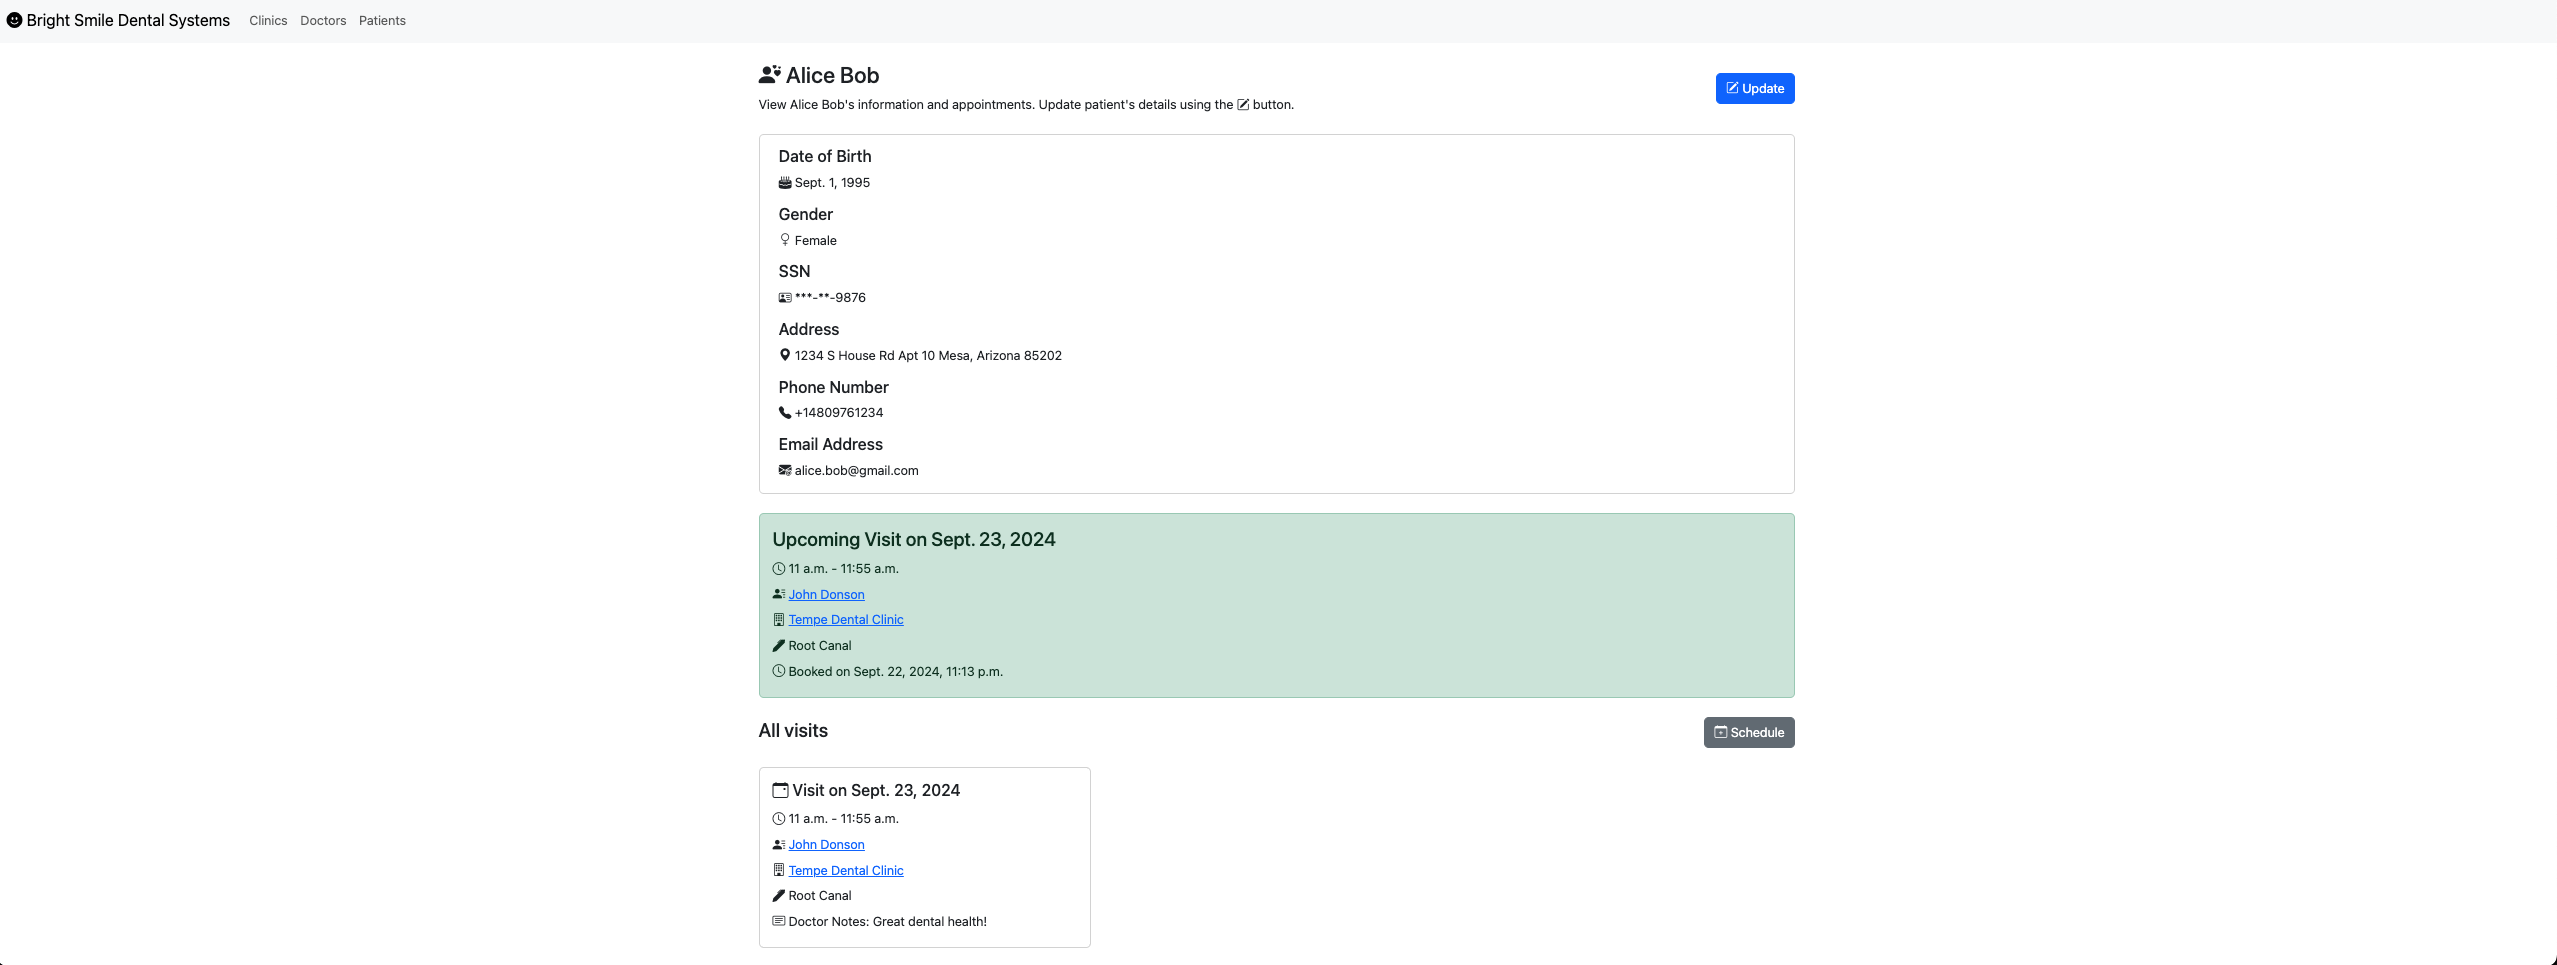 Bright Smile Dental Systems Clinics Doctors Patients
Alice Bob
View Alice Bob's information and appointments. Update patient's details using the button.
Update
Date of Birth
Sept. 1, 1995
Gender
Female
SSN
***-**-9876
Address
1234 S House Rd Apt 10 Mesa, Arizona 85202
Phone Number
+14809761234
Email Address
alice.bob@gmail.com
Upcoming Visit on Sept. 23, 2024
11 a.m. - 11:55 a.m.
John Donson
Tempe Dental Clinic
Root Canal
Booked on Sept. 22, 2024, 11:13 p.m.
All visits
Schedule
Visit on Sept. 23, 2024
11 a.m. - 11:55 a.m.
John Donson
Tempe Dental Clinic
Root Canal
Doctor Notes: Great dental health!